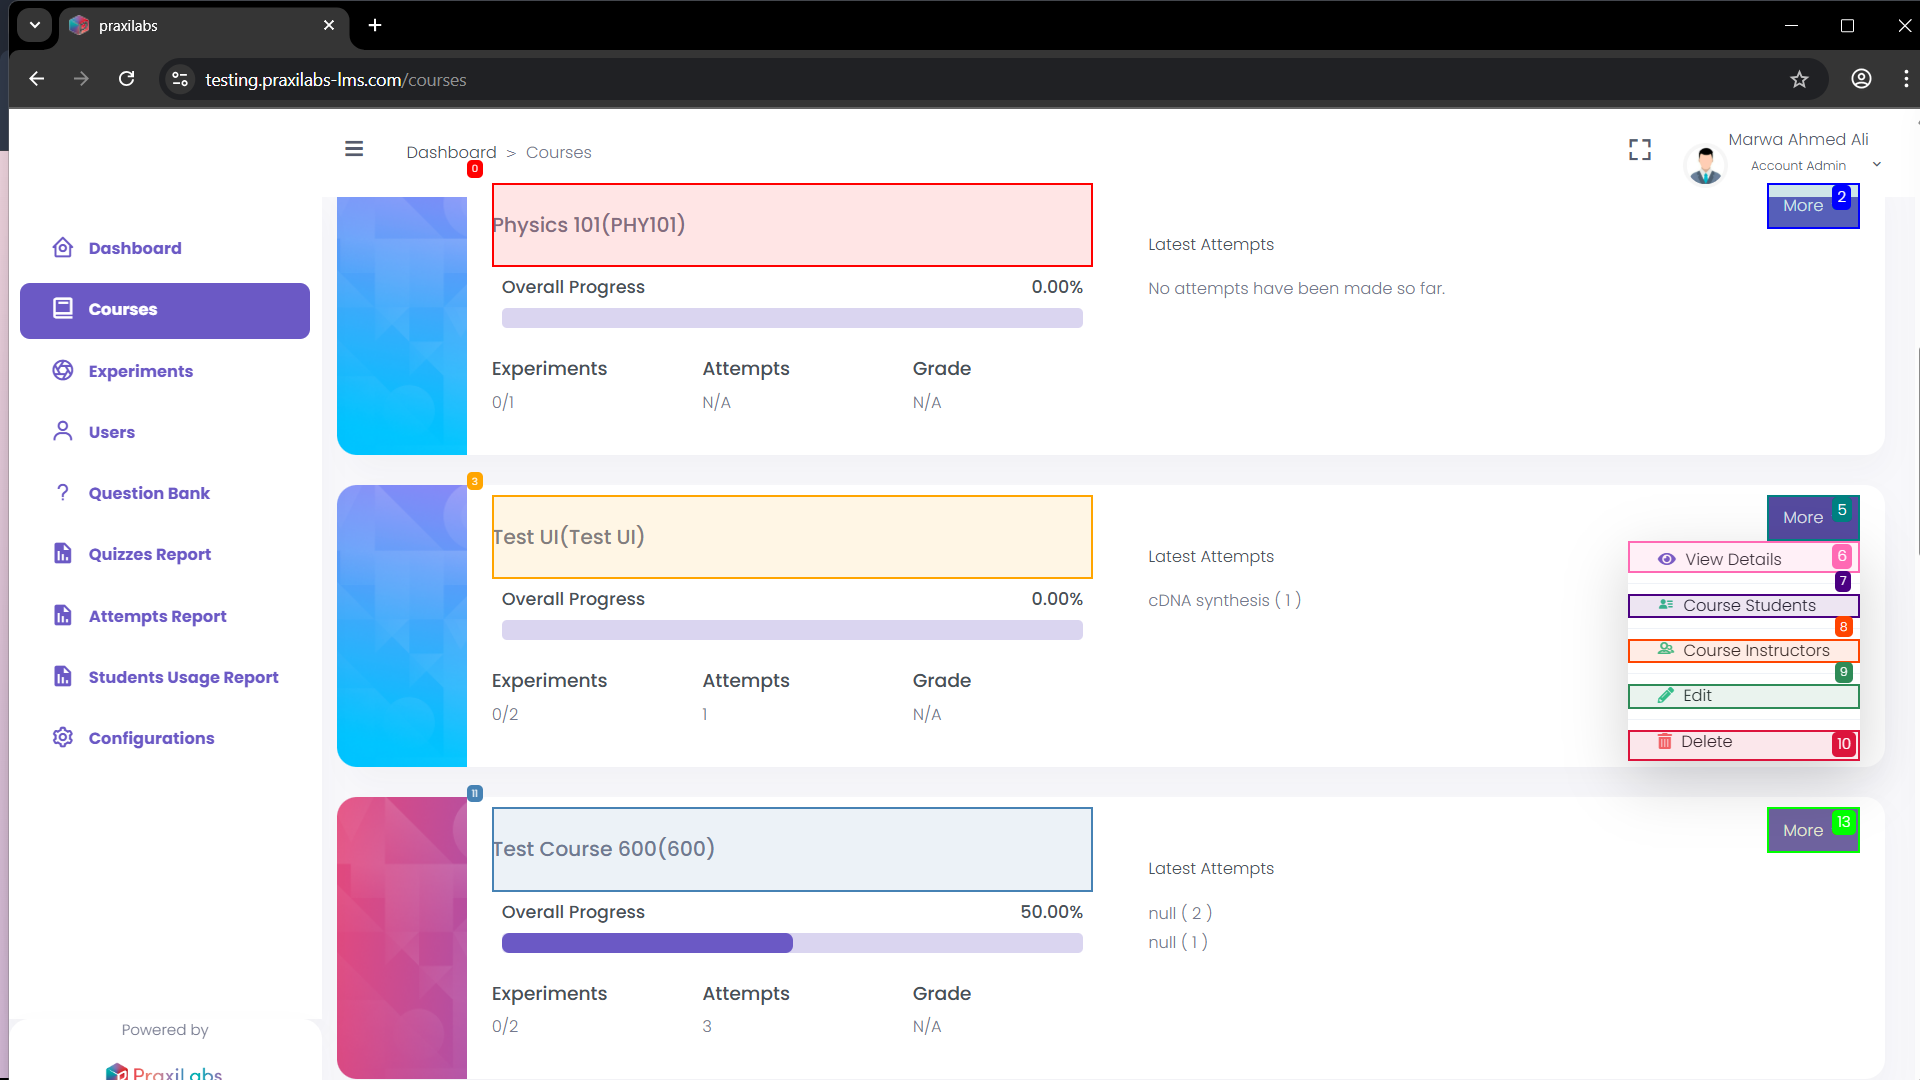 praxilabs
testing.praxilabs-lms.com/courses
Dashboard > Courses
Marwa Ahmed Ali
Account Admin
Dashboard
Courses
Experiments
Users
Question Bank
Quizzes Report
Attempts Report
Students Usage Report
Configurations
Powered by
PraxiLabs
0
Physics 101(PHY101)
More 2
Overall Progress 0.00%
Latest Attempts
No attempts have been made so far.
Experiments Attempts Grade
0/1 N/A N/A
3
Test UI(Test UI)
More 5
Overall Progress 0.00%
Latest Attempts
cDNA synthesis ( 1 )
Experiments Attempts Grade
0/2 1 N/A
View Details 6
7
Course Students
8
Course Instructors
9
Edit
Delete 10
11
Test Course 600(600)
More 13
Overall Progress 50.00%
Latest Attempts
null ( 2 )
null ( 1 )
Experiments Attempts Grade
0/2 3 N/A